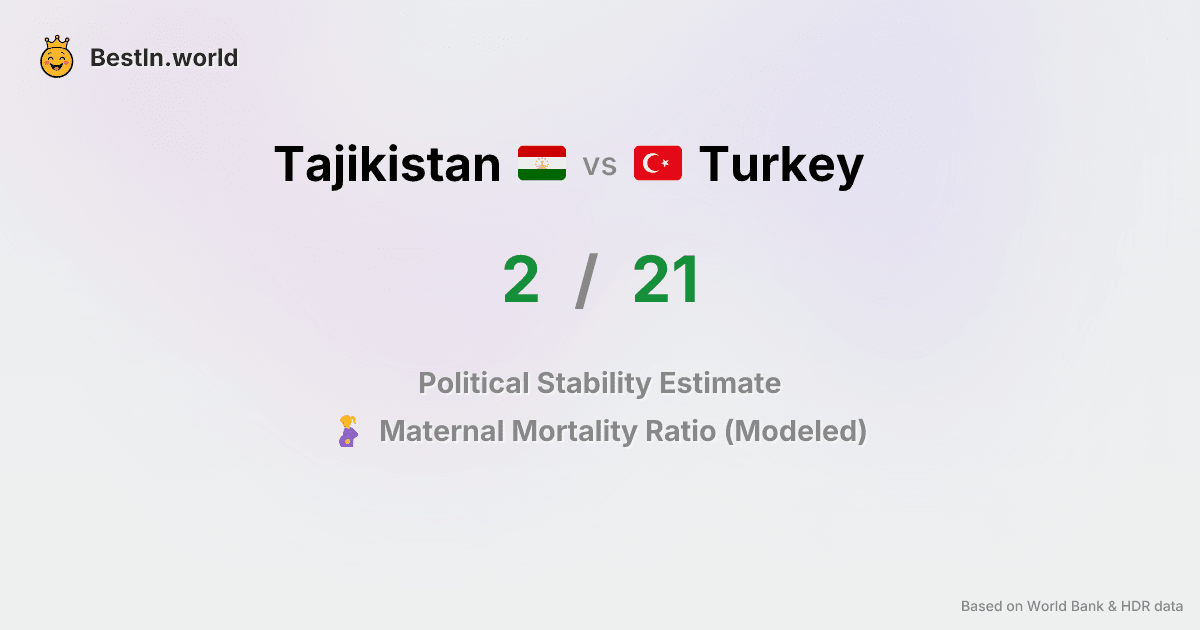 BestIn.world
Tajikistan vs Turkey
2 / 21
Political Stability Estimate
Maternal Mortality Ratio (Modeled)
Based on World Bank & HDR data